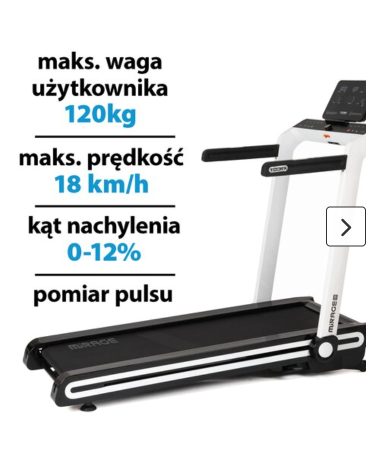 maks. waga
użytkownika
120kg
maks. prędkość
18 km/h
kąt nachylenia
0-12%
pomiar pulsu
MIRAGE
MIRAGE